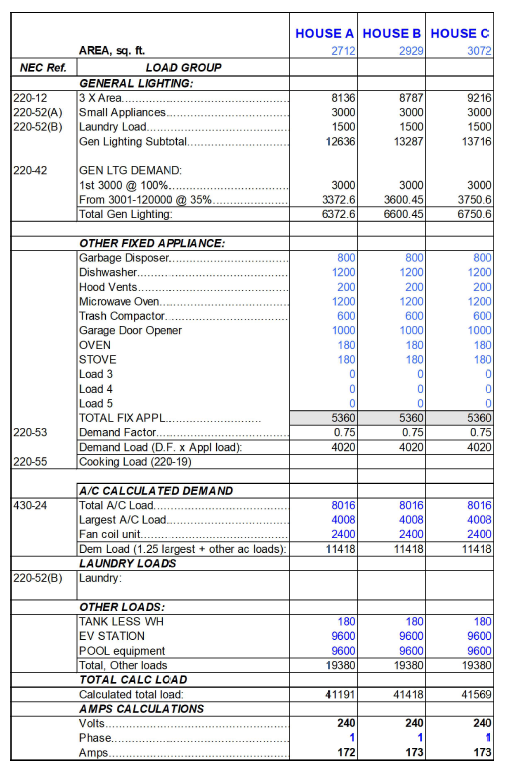 HOUSE A HOUSE B HOUSE C
AREA, sq. ft. 2712 2929 3072
NEC Ref. LOAD GROUP
GENERAL LIGHTING:
220-12 3 X Area 8136 8787 9216
220-52(A) Small Appliances 3000 3000 3000
220-52(B) Laundry Load 1500 1500 1500
Gen Lighting Subtotal 12636 13287 13716
220-42 GEN LTG DEMAND:
1st 3000 @ 100% 3000 3000 3000
From 3001-120000 @ 35% 3372.6 3600.45 3750.6
Total Gen Lighting: 6372.6 6600.45 6750.6
OTHER FIXED APPLIANCE:
Garbage Disposer 800 800 800
Dishwasher 1200 1200 1200
Hood Vents 200 200 200
Microwave Oven 1200 1200 1200
Trash Compactor 600 600 600
Garage Door Opener 1000 1000 1000
OVEN 180 180 180
STOVE 180 180 180
Load 3 0 0 0
Load 4 0 0 0
Load 5 0 0 0
TOTAL FIX APPL 5360 5360 5360
220-53 Demand Factor 0.75 0.75 0.75
Demand Load (D.F. x Appl load): 4020 4020 4020
220-55 Cooking Load (220-19)
A/C CALCULATED DEMAND
430-24 Total A/C Load 8016 8016 8016
Largest A/C Load 4008 4008 4008
Fan coil unit 2400 2400 2400
Dem Load (1.25 largest + other ac loads): 11418 11418 11418
LAUNDRY LOADS
220-52(B) Laundry:
OTHER LOADS:
TANK LESS WH 180 180 180
EV STATION 9600 9600 9600
POOL equipment 9600 9600 9600
Total, Other loads 19380 19380 19380
TOTAL CALC LOAD
Calculated total load: 41191 41418 41569
AMPS CALCULATIONS
Volts 240 240 240
Phase 1 1 1
Amps 172 173 173